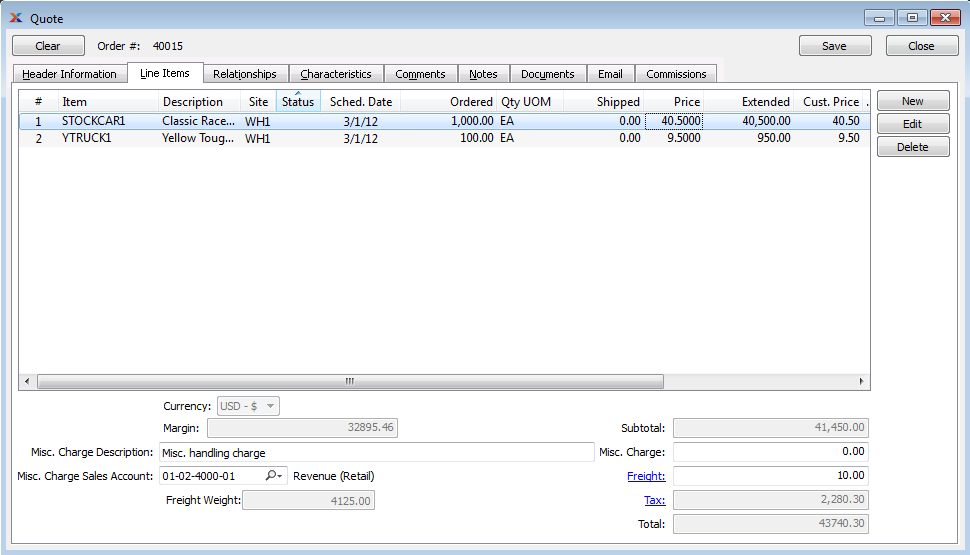 Quote
Clear Order #: 40015 Save Close
Header Information Line Items Relationships Characteristics Comments Notes Documents Email Commissions
# Item Description Site Status Sched. Date Ordered Qty UOM Shipped Price Extended Cust. Price . New
1 STOCKCAR1 Classic Race... WH1 3/1/12 1,000.00 EA 0.00 40.5000 40,500.00 40.50 Edit
2 YTRUCK1 Yellow Toug... WH1 3/1/12 100.00 EA 0.00 9.5000 950.00 9.50 Delete
Currency: USD - $
Margin: 32895.46 Subtotal: 41,450.00
Misc. Charge Description: Misc. handling charge Misc. Charge: 0.00
Misc. Charge Sales Account: 01-02-4000-01 Revenue (Retail) Freight: 10.00
Freight Weight: 4125.00 Tax: 2,280.30
Total: 43740.30